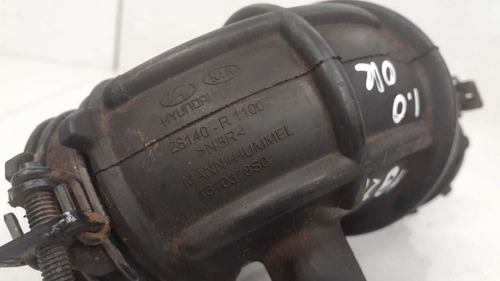 HYUNDAI KIA
28140-R1100
>NBR<
MANN+HUMMEL
1.0
OK